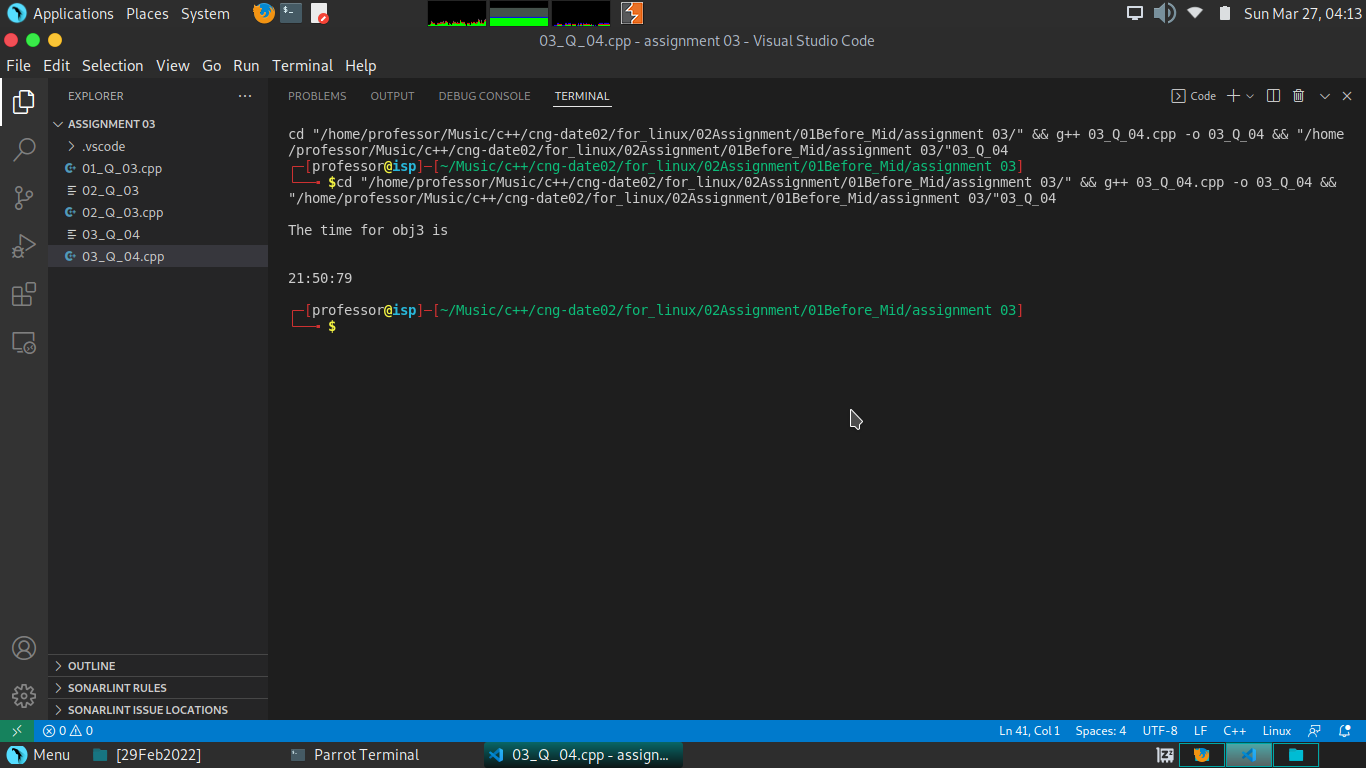 Applications Places System
Sun Mar 27, 04:13
03_Q_04.cpp - assignment 03 - Visual Studio Code
File Edit Selection View Go Run Terminal Help
EXPLORER
ASSIGNMENT 03
.vscode
01_Q_03.cpp
02_Q_03
02_Q_03.cpp
03_Q_04
03_Q_04.cpp
OUTLINE
SONARLINT RULES
SONARLINT ISSUE LOCATIONS
PROBLEMS OUTPUT DEBUG CONSOLE TERMINAL
Code
cd "/home/professor/Music/c++/cng-date02/for_linux/02Assignment/01Before_Mid/assignment 03/" && g++ 03_Q_04.cpp -o 03_Q_04 && "/home
/professor/Music/c++/cng-date02/for_linux/02Assignment/01Before_Mid/assignment 03/"03_Q_04
┌─[professor@isp]─[~/Music/c++/cng-date02/for_linux/02Assignment/01Before_Mid/assignment 03]
└──╼ $cd "/home/professor/Music/c++/cng-date02/for_linux/02Assignment/01Before_Mid/assignment 03/" && g++ 03_Q_04.cpp -o 03_Q_04 &&
"/home/professor/Music/c++/cng-date02/for_linux/02Assignment/01Before_Mid/assignment 03/"03_Q_04
The time for obj3 is
21:50:79
┌─[professor@isp]─[~/Music/c++/cng-date02/for_linux/02Assignment/01Before_Mid/assignment 03]
└──╼ $
0 0
Ln 41, Col 1 Spaces: 4 UTF-8 LF C++ Linux
Menu [29Feb2022] Parrot Terminal 03_Q_04.cpp - assign...